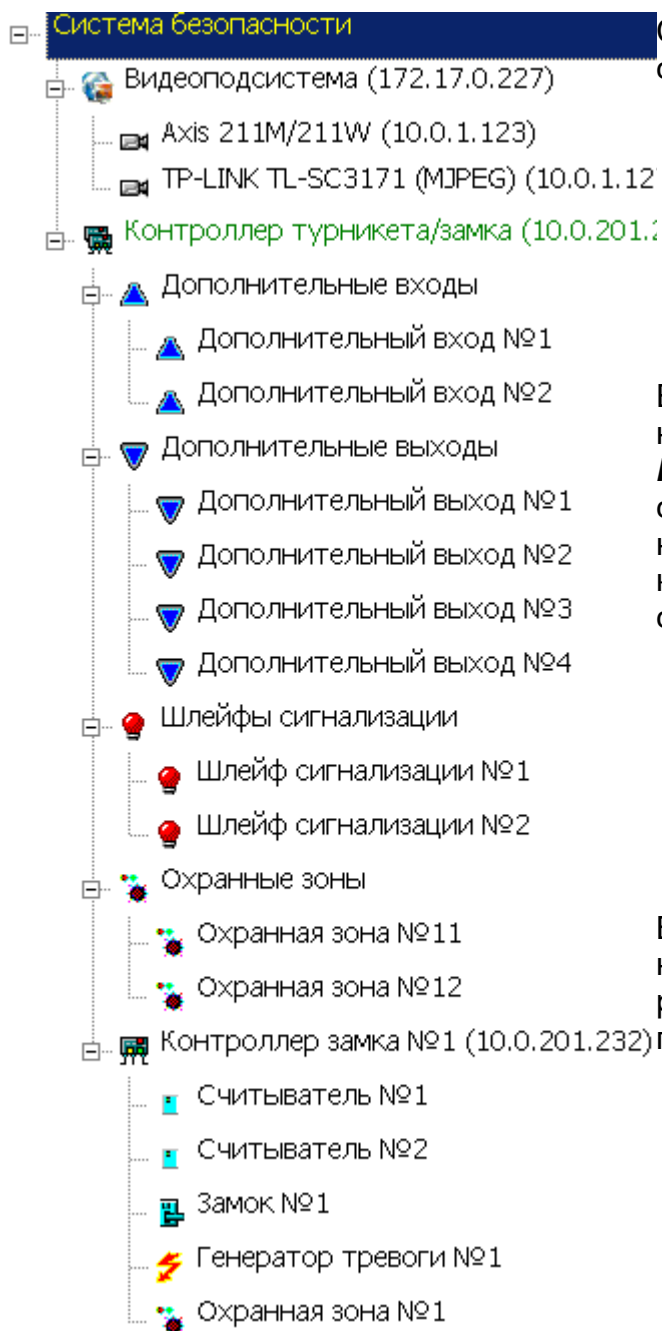 Система безопасности
Видеоподсистема (172.17.0.227)
Axis 211M/211W (10.0.1.123)
TP-LINK TL-SC3171 (MJPEG) (10.0.1.12
Контроллер турникета/замка (10.0.201.2
Дополнительные входы
Дополнительный вход №1
Дополнительный вход №2
Дополнительные выходы
Дополнительный выход №1
Дополнительный выход №2
Дополнительный выход №3
Дополнительный выход №4
Шлейфы сигнализации
Шлейф сигнализации №1
Шлейф сигнализации №2
Охранные зоны
Охранная зона №11
Охранная зона №12
Контроллер замка №1 (10.0.201.232)
Считыватель №1
Считыватель №2
Замок №1
Генератор тревоги №1
Охранная зона №1